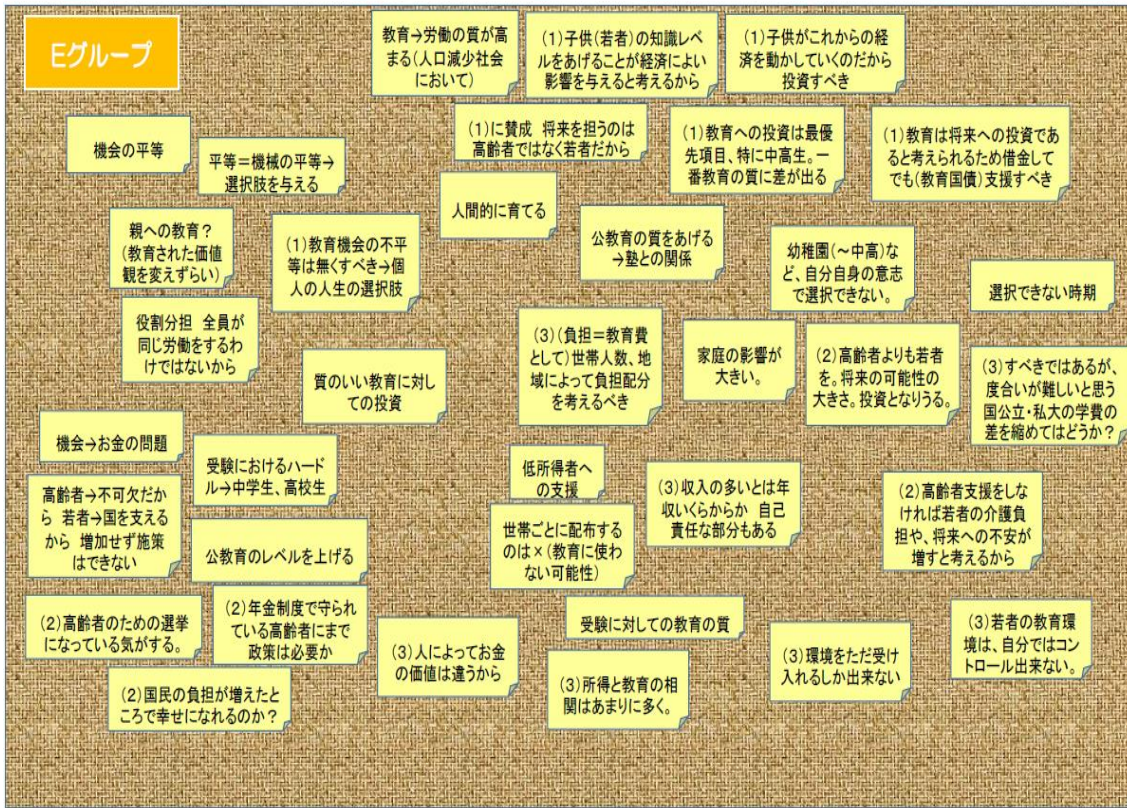 Eグループ
教育→労働の質が高
まる(人口減少社会
において)
(1)子供(若者)の知識レベ
ルをあげることが経済によい
影響を与えると考えるから
(1)子供がこれからの経
済を動かしていくのだから
投資すべき
機会の平等
平等=機械の平等→
選択肢を与える
(1)に賛成 将来を担うのは
高齢者ではなく若者だから
(1)教育への投資は最優
先項目、特に中高生。一
番教育の質に差が出る
(1)教育は将来への投資であ
ると考えられるため借金して
でも(教育国債)支援すべき
人間的に育てる
親への教育?
(教育された価値
観を変えずらい)
(1)教育機会の不平
等は無くすべき→個
人の人生の選択肢
公教育の質をあげる
→塾との関係
幼稚園(~中高)な
ど、自分自身の意志
で選択できない。
選択できない時期
役割分担 全員が
同じ労働をするわ
けではないから
質のいい教育に対し
ての投資
(3)(負担=教育費
として)世帯人数、地
域によって負担配分
を考えるべき
家庭の影響が
大きい。
(2)高齢者よりも若者
を。将来の可能性の
大きさ。投資となりうる。
(3)すべきではあるが、
度合いが難しいと思う
国公立・私大の学費の
差を縮めてはどうか?
機会→お金の問題
受験におけるハード
ル→中学生、高校生
低所得者へ
の支援
(3)収入の多いとは年
収いくらからか 自己
責任な部分もある
高齢者→不可欠だか
ら 若者→国を支える
から 増加せず施策
はできない
公教育のレベルを上げる
世帯ごとに配布する
のは×(教育に使わ
ない可能性)
(2)高齢者支援をしな
ければ若者の介護負
担や、将来への不安が
増すと考えるから
(2)高齢者のための選挙
になっている気がする。
(2)年金制度で守られ
ている高齢者にまで
政策は必要か
(3)人によってお金
の価値は違うから
受験に対しての教育の質
(3)環境をただ受け
入れるしか出来ない
(3)若者の教育環
境は、自分ではコン
トロール出来ない。
(2)国民の負担が増えたと
ころで幸せになれるのか?
(3)所得と教育の相
関はあまりに多く。